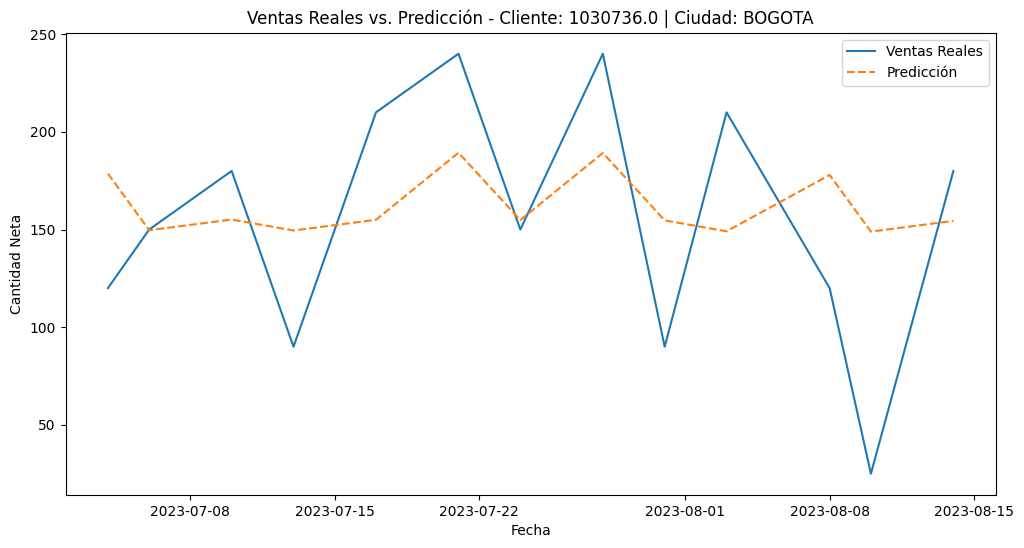 Ventas Reales vs. Predicción - Cliente: 1030736.0 | Ciudad: BOGOTA
Ventas Reales
Predicción
250
200
150
100
50
Cantidad Neta
2023-07-08
2023-07-15
2023-07-22
2023-08-01
2023-08-08
2023-08-15
Fecha